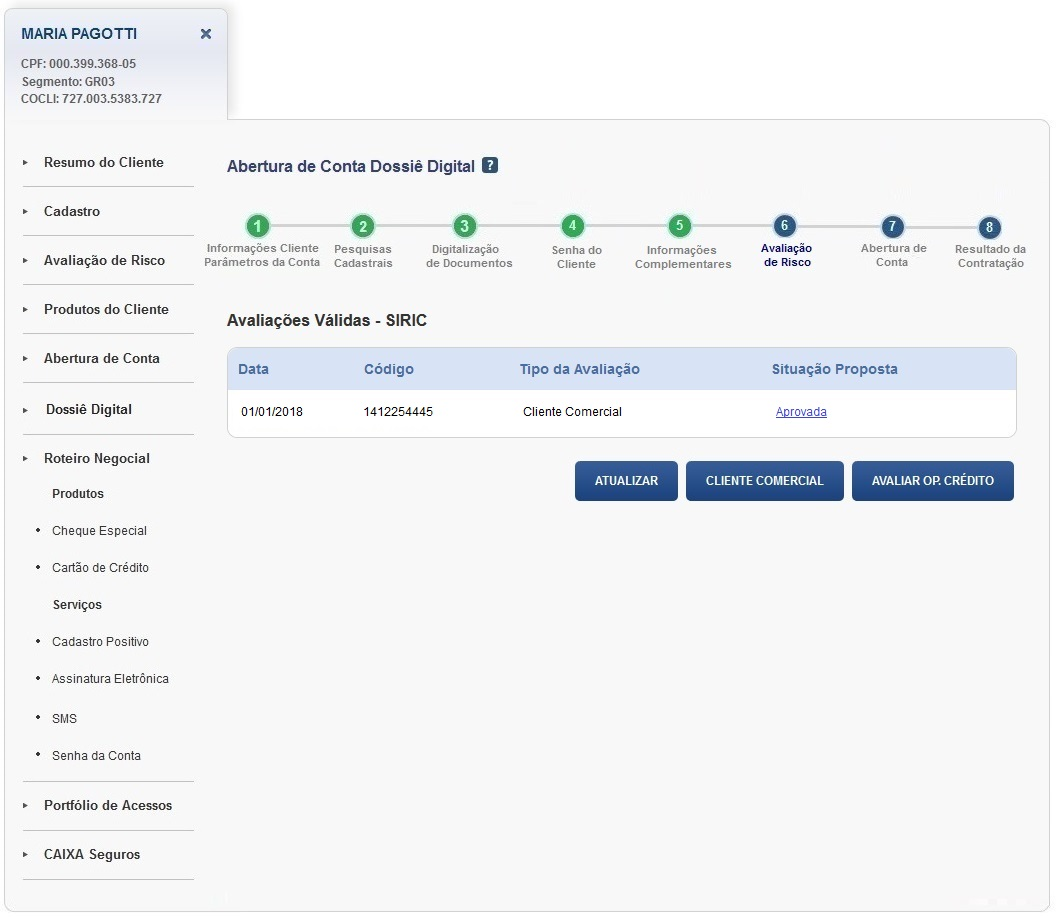 MARIA PAGOTTI
CPF: 000.399.368-05
Segmento: GR03
COCLI: 727.003.5383.727
Resumo do Cliente
Cadastro
Avaliação de Risco
Produtos do Cliente
Abertura de Conta
Dossiê Digital
Roteiro Negocial
Produtos
Cheque Especial
Cartão de Crédito
Serviços
Cadastro Positivo
Assinatura Eletrônica
SMS
Senha da Conta
Portfólio de Acessos
CAIXA Seguros
Abertura de Conta Dossiê Digital ?
1
Informações Cliente
Parâmetros da Conta
2
Pesquisas
Cadastrais
3
Digitalização
de Documentos
4
Senha do
Cliente
5
Informações
Complementares
6
Avaliação
de Risco
7
Abertura de
Conta
8
Resultado da
Contratação
Avaliações Válidas - SIRIC
Data Código Tipo da Avaliação Situação Proposta
01/01/2018 1412254445 Cliente Comercial Aprovada
ATUALIZAR CLIENTE COMERCIAL AVALIAR OP. CRÉDITO